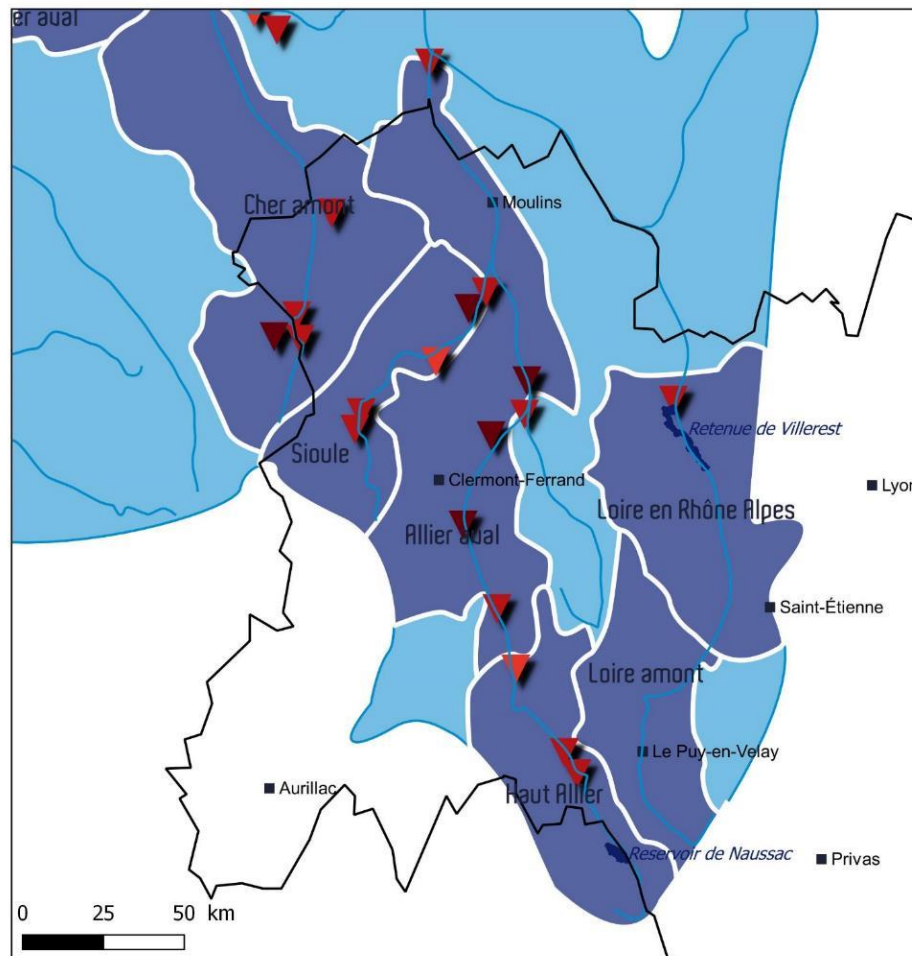 er aval
Cher amont
Moulins
Sioule
Retenue de Villerest
Clermont-Ferrand
Lyon
Loire en Rhône Alpes
Allier aval
Saint-Étienne
Loire amont
Le Puy-en-Velay
Aurillac
Haut Allier
Reservoir de Naussac
Privas
0 25 50 km